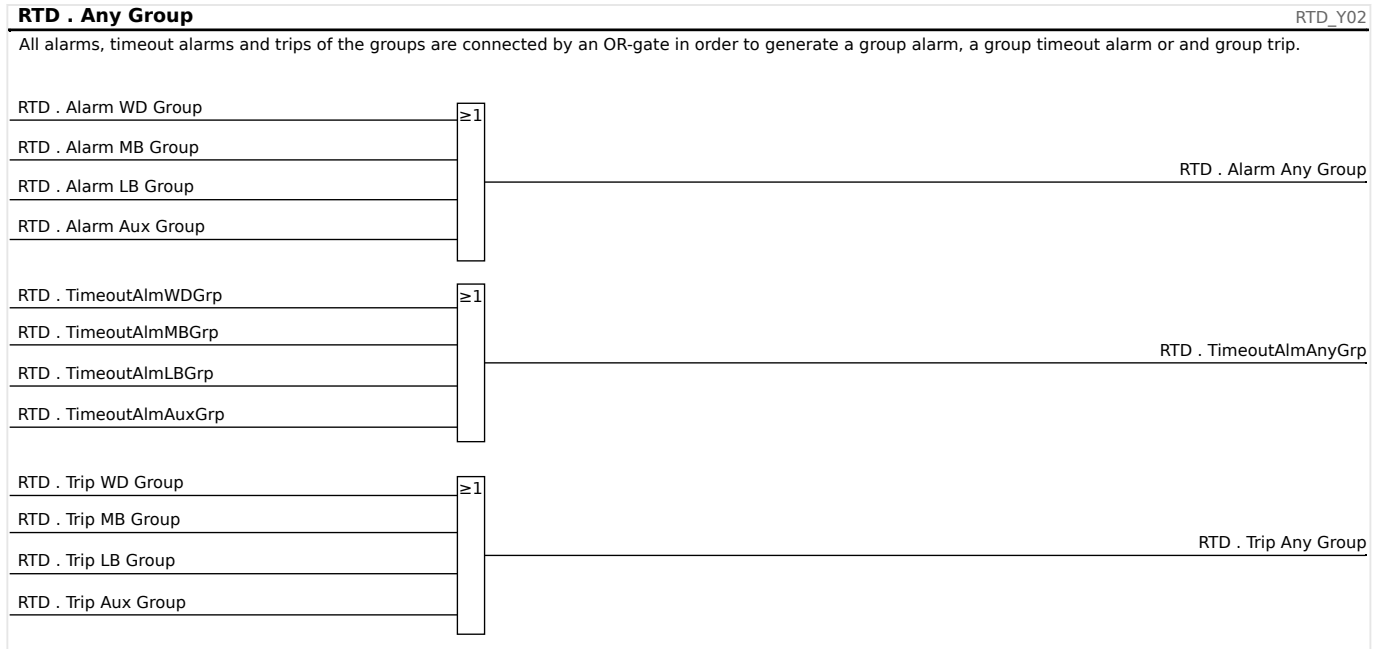 RTD . Any Group
RTD_Y02
All alarms, timeout alarms and trips of the groups are connected by an OR-gate in order to generate a group alarm, a group timeout alarm or and group trip.
RTD . Alarm WD Group
≥1
RTD . Alarm MB Group
RTD . Alarm Any Group
RTD . Alarm LB Group
RTD . Alarm Aux Group
RTD . TimeoutAlmWDGrp
≥1
RTD . TimeoutAlmMBGrp
RTD . TimeoutAlmAnyGrp
RTD . TimeoutAlmLBGrp
RTD . TimeoutAlmAuxGrp
RTD . Trip WD Group
≥1
RTD . Trip MB Group
RTD . Trip Any Group
RTD . Trip LB Group
RTD . Trip Aux Group